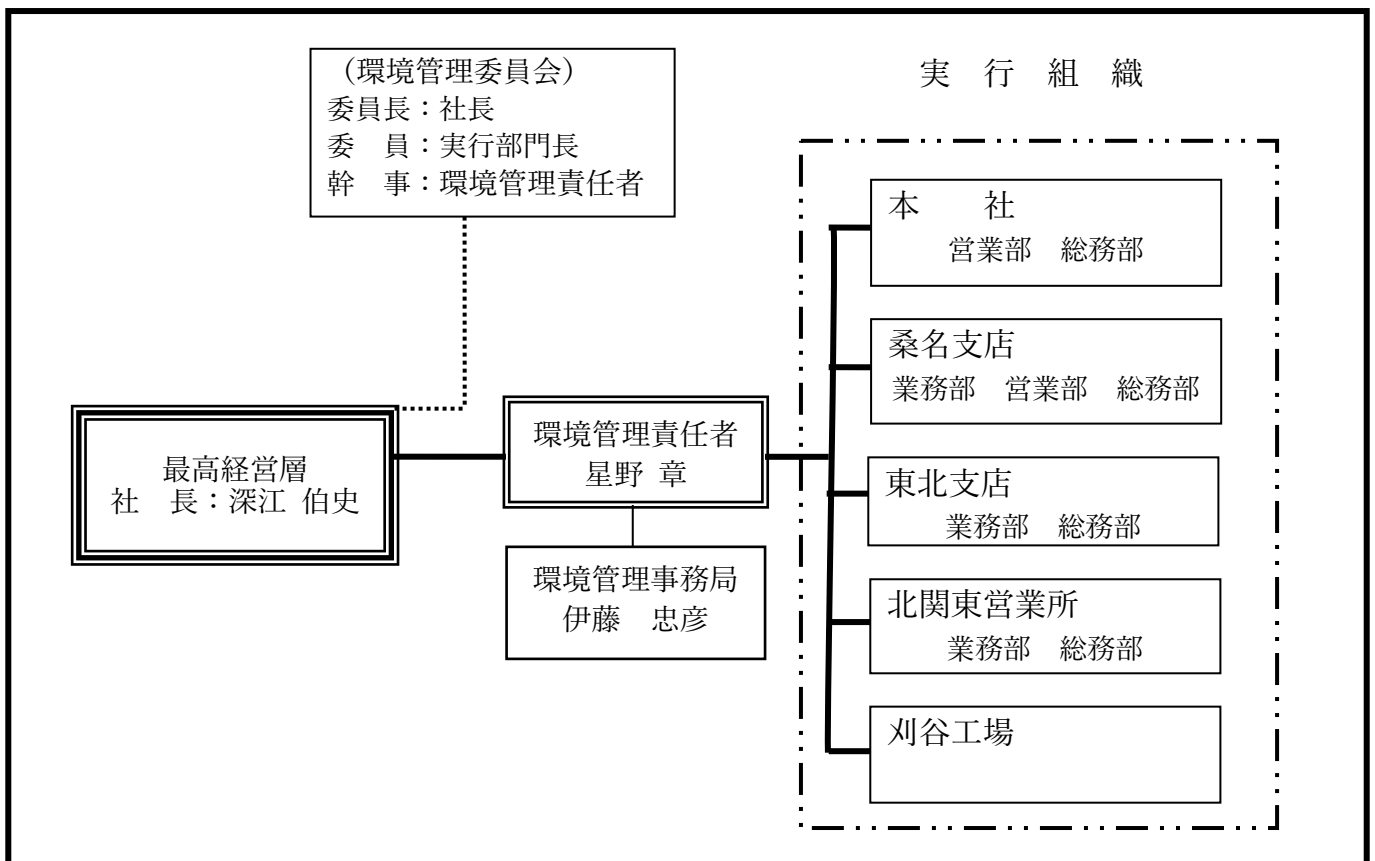 (環境管理委員会)
委員長：社長
委　員：実行部門長
幹　事：環境管理責任者
実　行　組　織
本　　社
営業部　総務部
桑名支店
業務部　営業部　総務部
環境管理責任者
星野 章
最高経営層
社　長：深江 伯史
東北支店
業務部　総務部
環境管理事務局
伊藤　忠彦
北関東営業所
業務部　総務部
刈谷工場